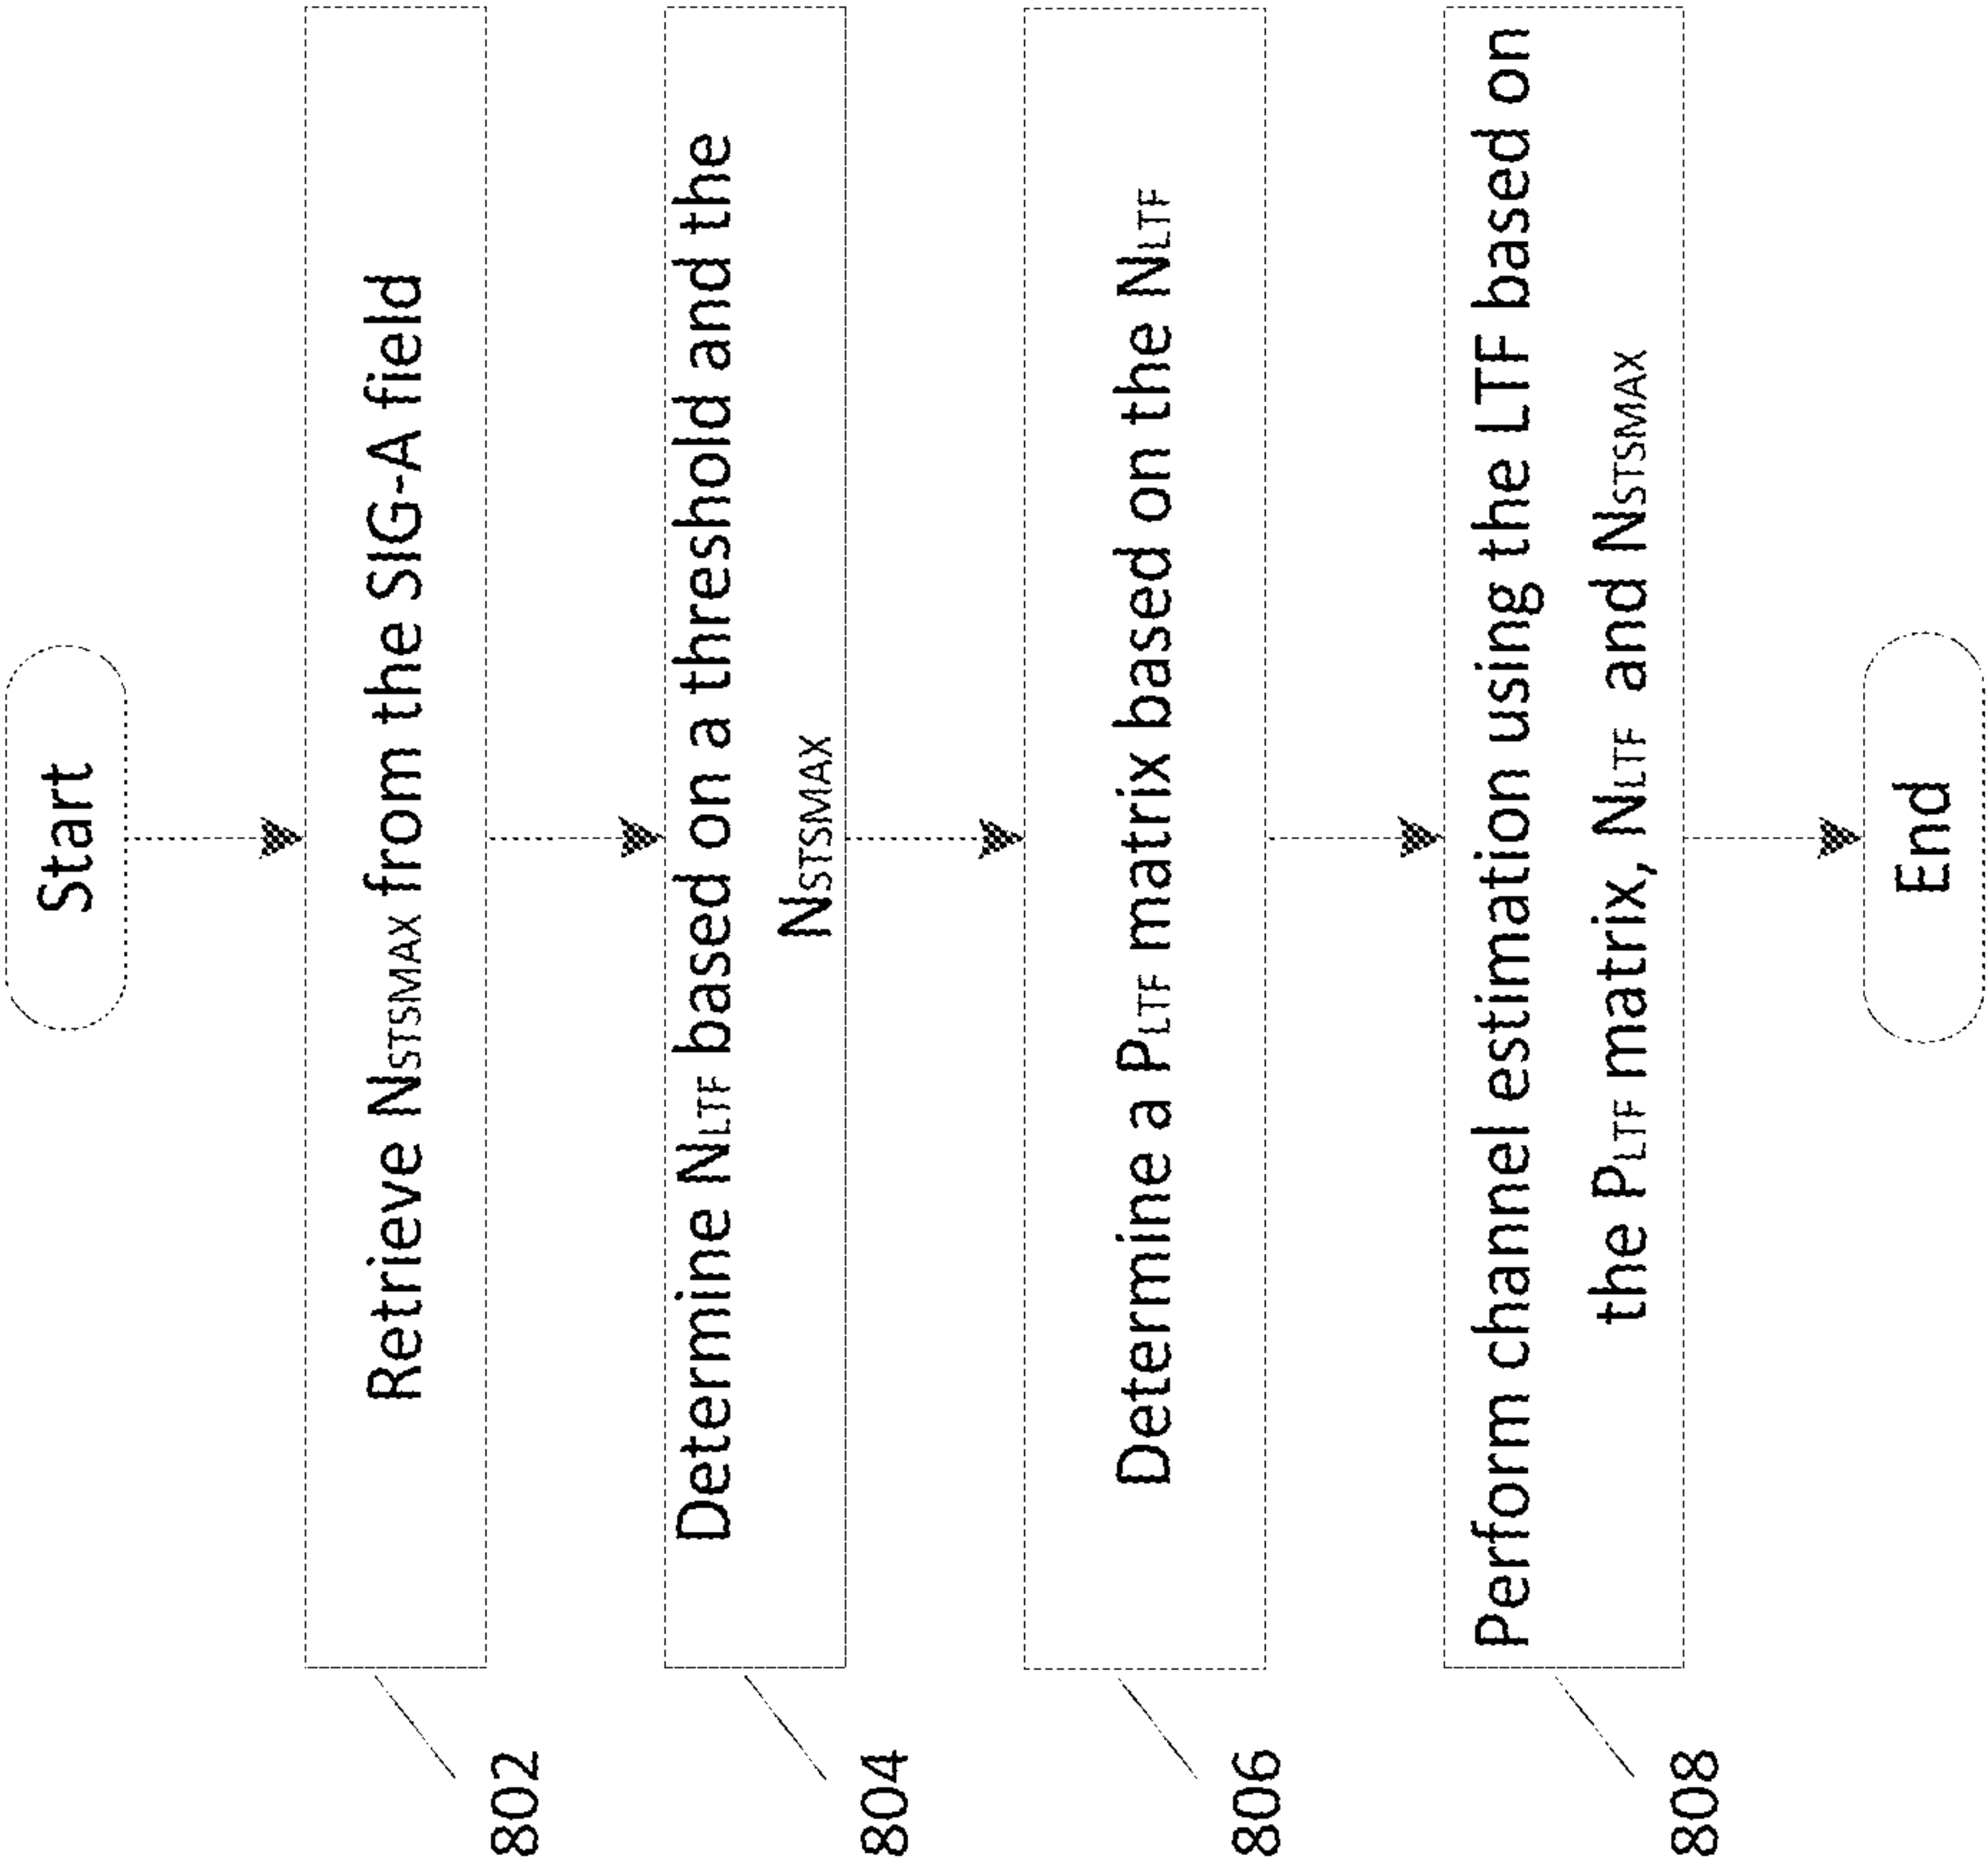 Start
Retrieve NSTSMAX from the SIG-A field
802
Determine NLTF based on a threshold and the
NSTSMAX
804
Determine a PLTF matrix based on the NLTF
806
Perform channel estimation using the LTF based on
the PLTF matrix, NLTF and NSTSMAX
808
End